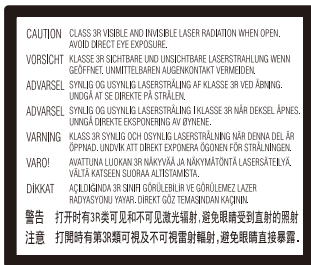 CAUTION CLASS 3R VISIBLE AND INVISIBLE LASER RADIATION WHEN OPEN.
AVOID DIRECT EYE EXPOSURE.
VORSICHT KLASSE 3R SICHTBARE UND UNSICHTBARE LASERSTRAHLUNG WENN
GEÖFFNET, UNMITTELBAREN AUGENKONTAKT VERMEIDEN.
ADVARSEL SYNLIG OG USYNLIG LASERSTRÅLING AF KLASSE 3R VED ÅBNING.
UNDGÅ AT SE DIREKTE PÅ STRÅLEN.
ADVARSEL SYNLIG OG USYNLIG LASERSTRÅLING I KLASSE 3R NÅR DEKSEL ÅPNES.
UNNGÅ DIREKTE EKSPONERING AV ØYNENE.
VARNING KLASS 3R SYNLIG OCH OSYNLIG LASERSTRÅLNING NÄR DENNA DEL ÄR
ÖPPNAD. UNDVIK ATT DIREKT EXPONERA ÖGONEN FÖR STRÅLNINGEN.
VARO! AVATTUNA LUOKAN 3R NÄKYVÄÄ JA NÄKYMÄTÖNTÄ LASERSÄTEILYÄ.
VÄLTÄ KATSEEN SUORAA ALTISTAMISTA.
DİKKAT AÇILDIĞINDA 3R SINIFI GÖRÜLEBİLİR VE GÖRÜLEMEZ LAZER
RADYASYONU YAYAR. DİREKT GÖZ TEMASINDAN KAÇININ.
警告 打开时有3R类可见和不可见激光辐射,避免眼睛受到直射的照射
注意 打開時有第3R類可視及不可視雷射輻射,避免眼睛直接暴露.